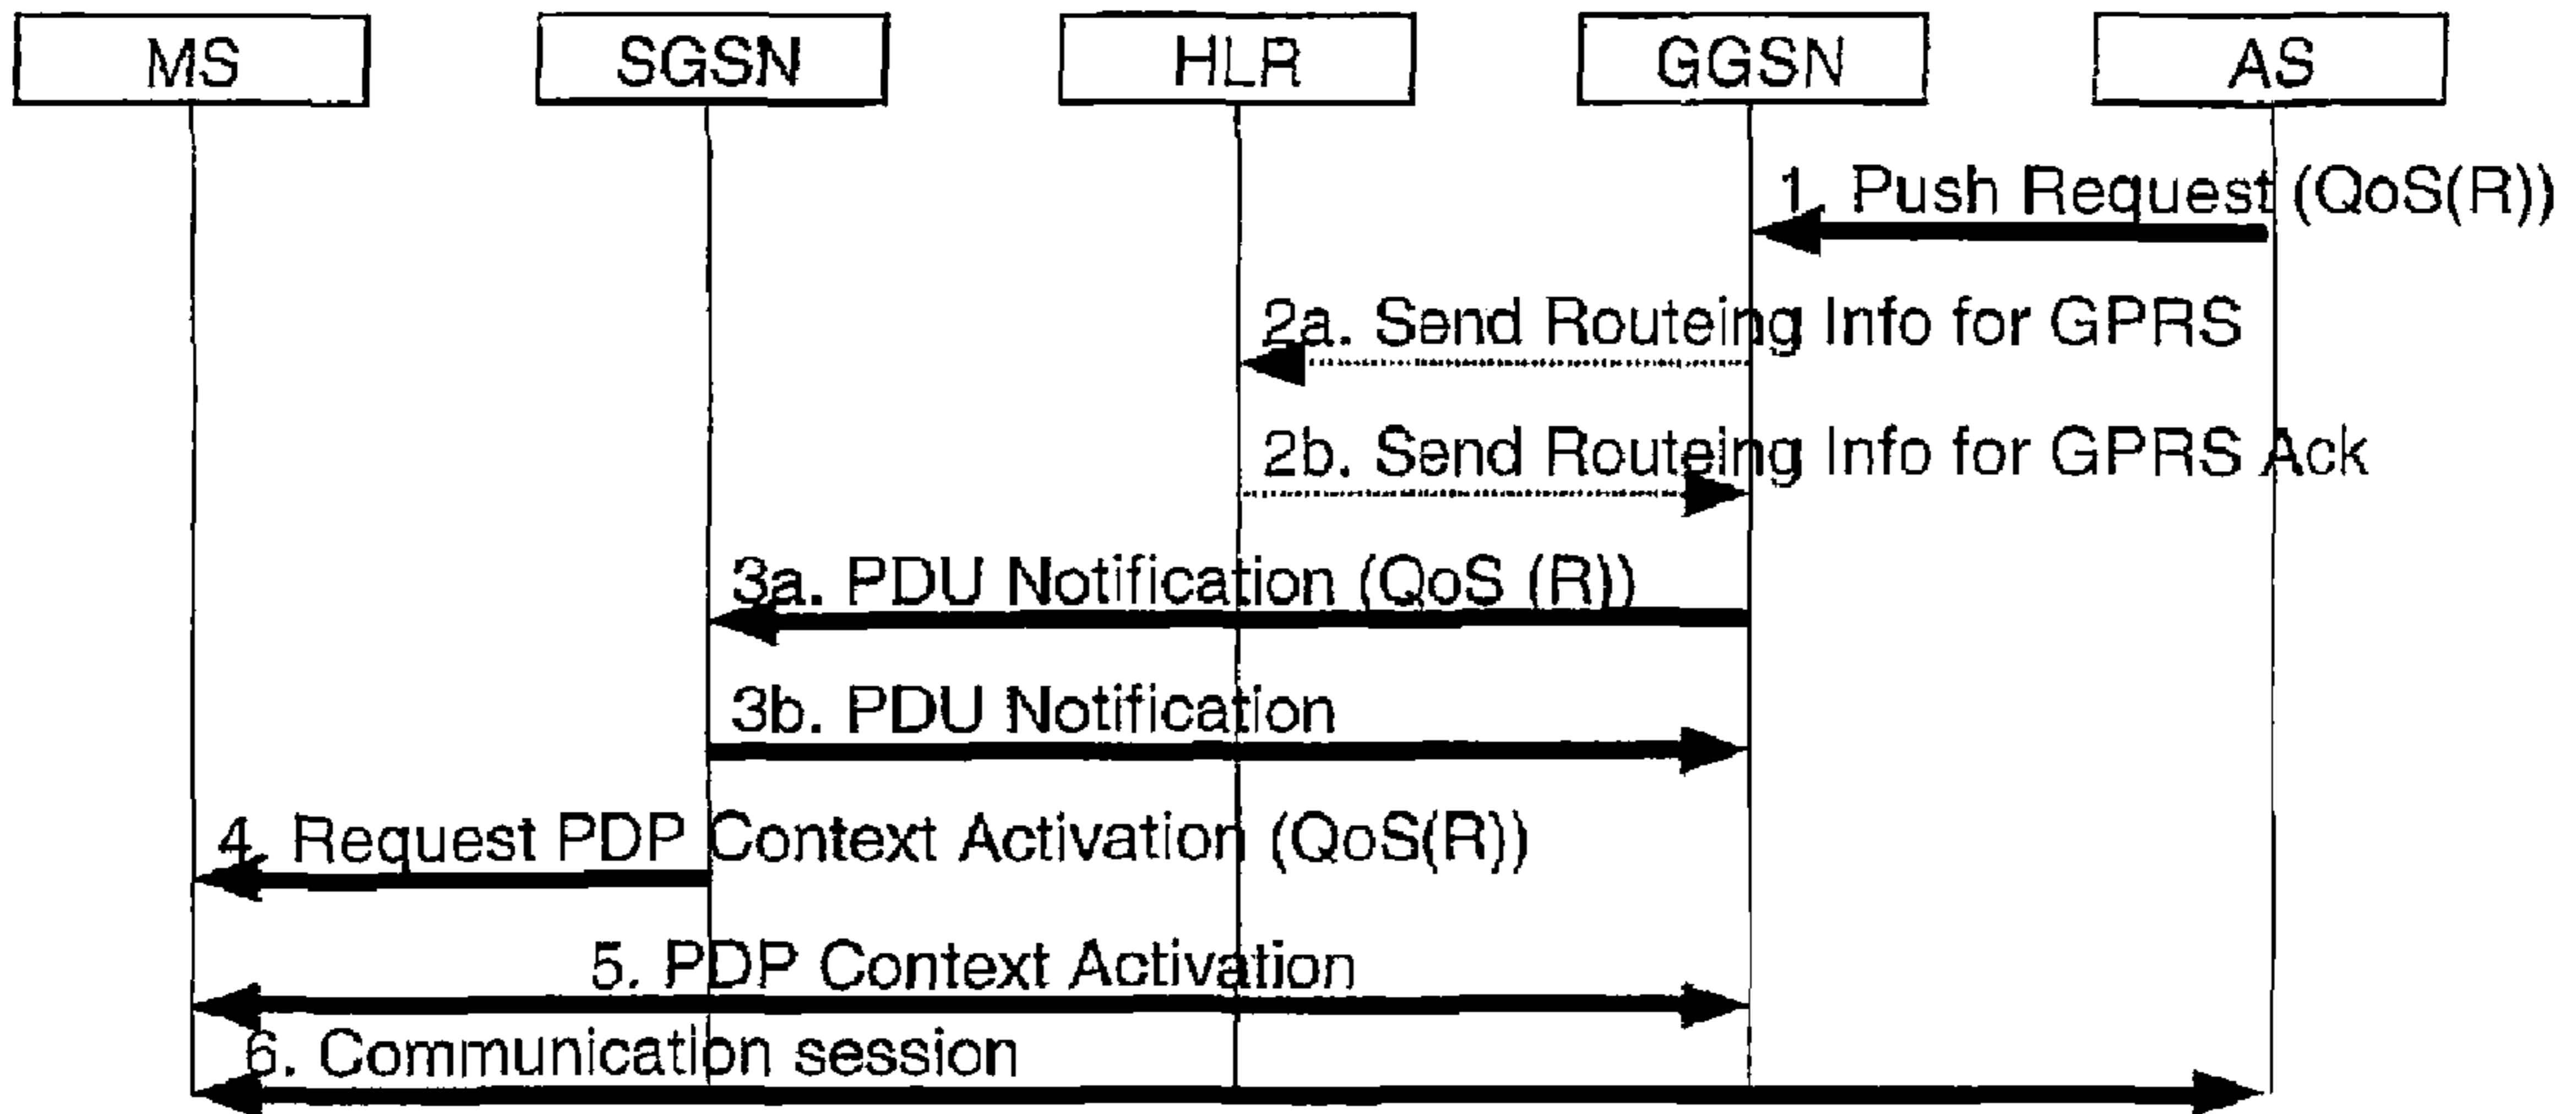 MS SGSN HLR GGSN AS
1. Push Request (QoS(R))
2a. Send Routeing Info for GPRS
2b. Send Routeing Info for GPRS Ack
3a. PDU Notification (QoS (R))
3b. PDU Notification
4. Request PDP Context Activation (QoS(R))
5. PDP Context Activation
6. Communication session